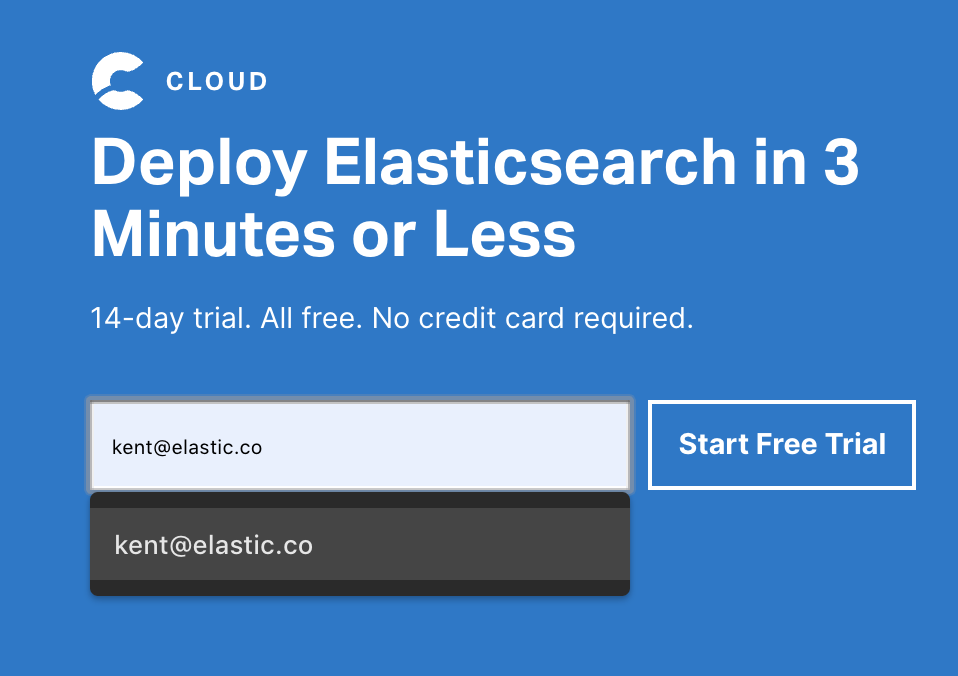 CLOUD
Deploy Elasticsearch in 3
Minutes or Less
14-day trial. All free. No credit card required.
kent@elastic.co
Start Free Trial
kent@elastic.co